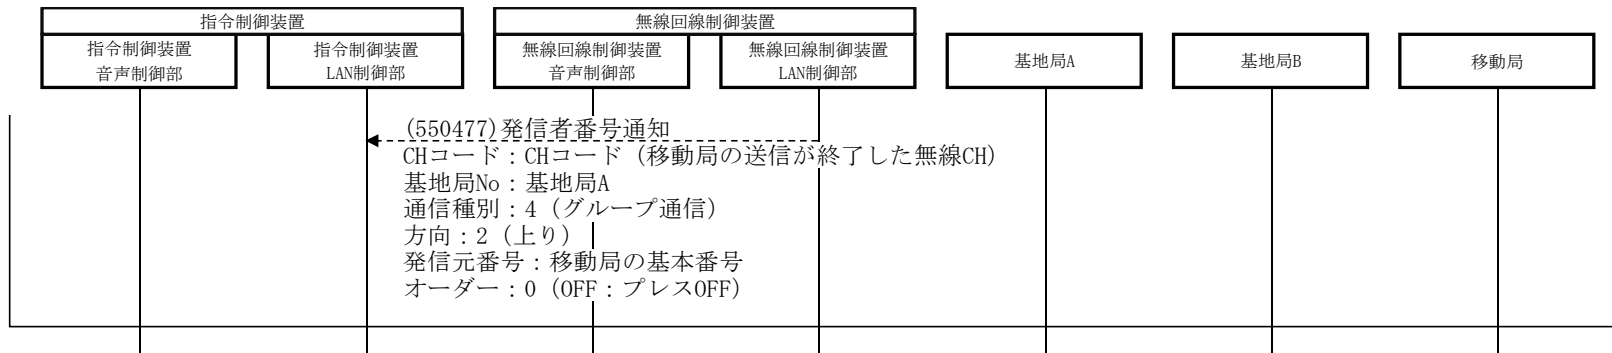 指令制御装置
無線回線制御装置
指令制御装置
音声制御部
指令制御装置
LAN制御部
無線回線制御装置
音声制御部
無線回線制御装置
LAN制御部
基地局A
基地局B
移動局
(550477)発信者番号通知
CHコード：CHコード（移動局の送信が終了した無線CH）
基地局No：基地局A
通信種別：4（グループ通信）
方向：2（上り）
発信元番号：移動局の基本番号
オーダー：0（OFF：プレスOFF）